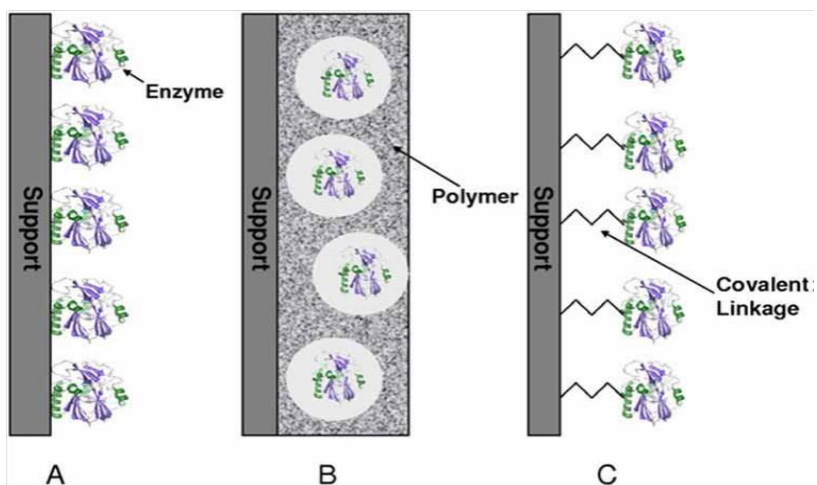 Support
Enzyme
A
Support
Polymer
B
Support
Covalent :
Linkage
C